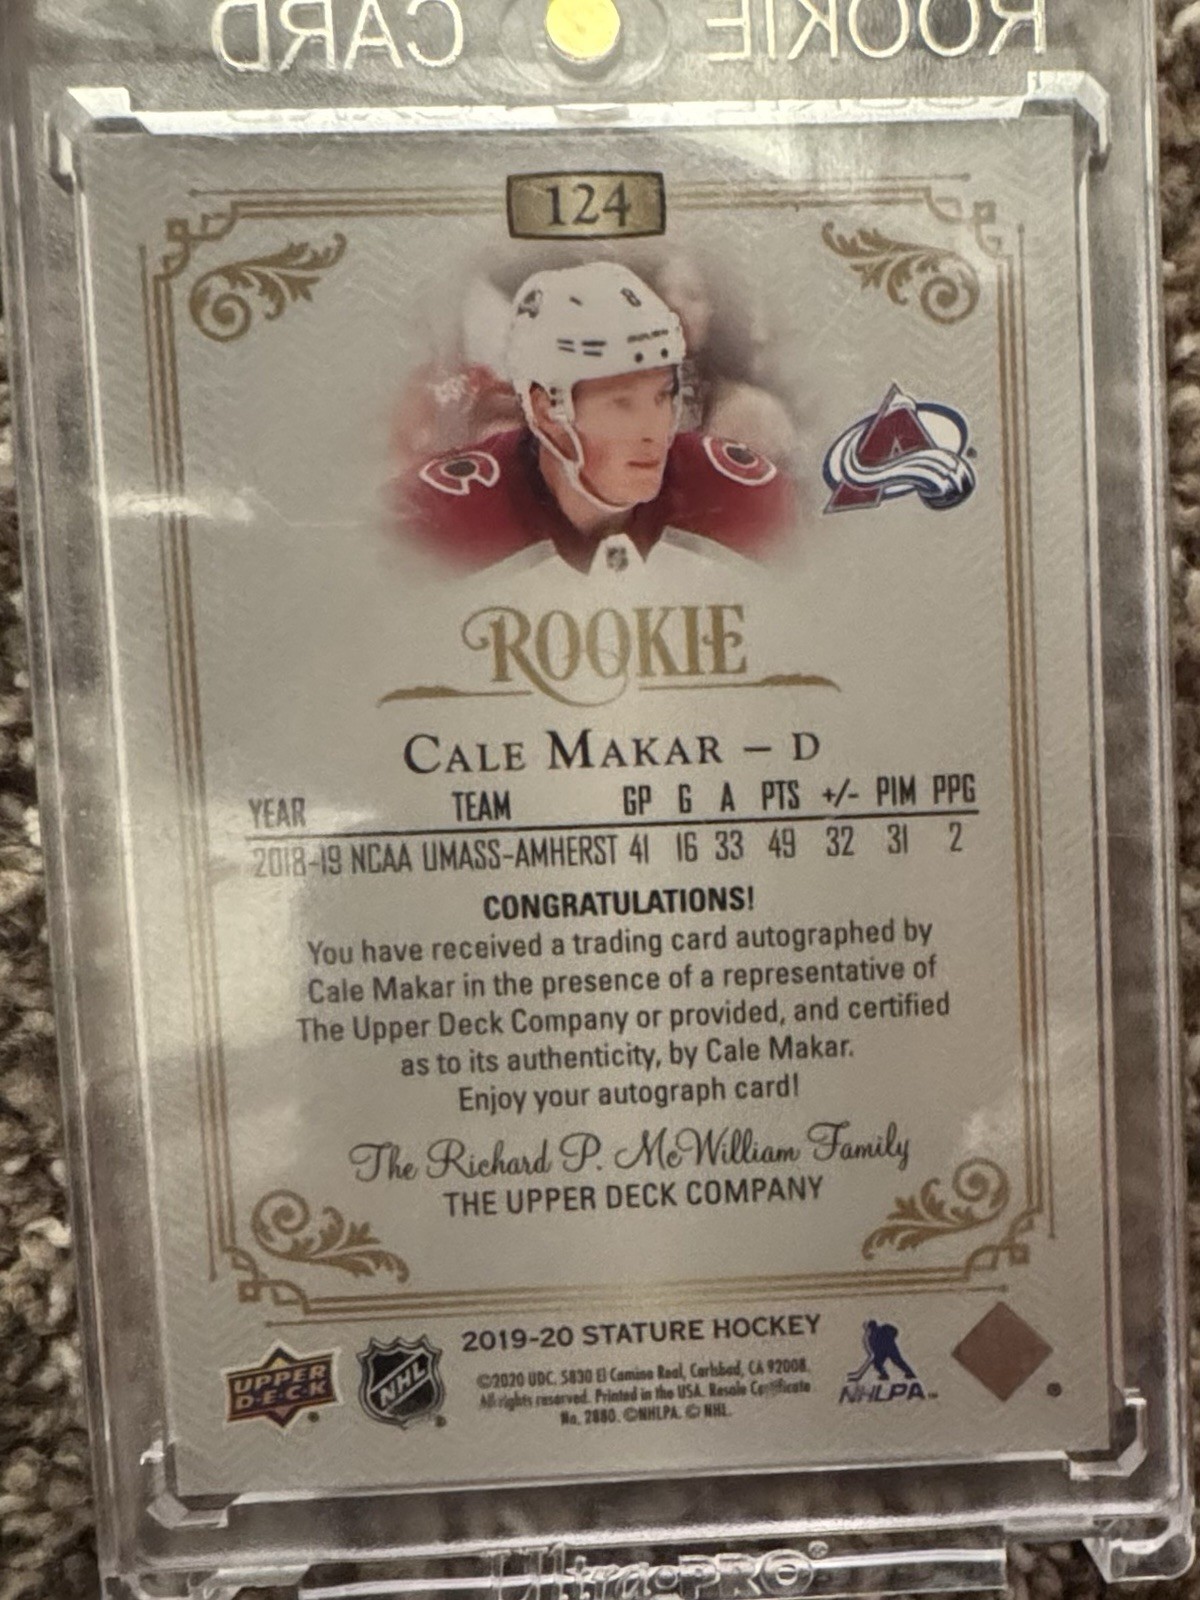 ROOKIE CARD
124
8
ROOKIE
CALE MAKAR – D
YEAR TEAM GP G A PTS +/- PIM PPG
2018-19 NCAA UMASS-AMHERST 41 16 33 49 32 31 2
CONGRATULATIONS!
You have received a trading card autographed by
Cale Makar in the presence of a representative of
The Upper Deck Company or provided, and certified
as to its authenticity, by Cale Makar.
Enjoy your autograph card!
The Richard P. McWilliam Family
THE UPPER DECK COMPANY
2019-20 STATURE HOCKEY
©2020 UDC. 5830 El Camino Real, Carlsbad, CA 92008.
All rights reserved. Printed in the USA. Resale Certificate
No. 2880. ©NHLPA. © NHL.
UPPER
D·E·C·K
NHL
NHLPA™
Ultra·PRO®